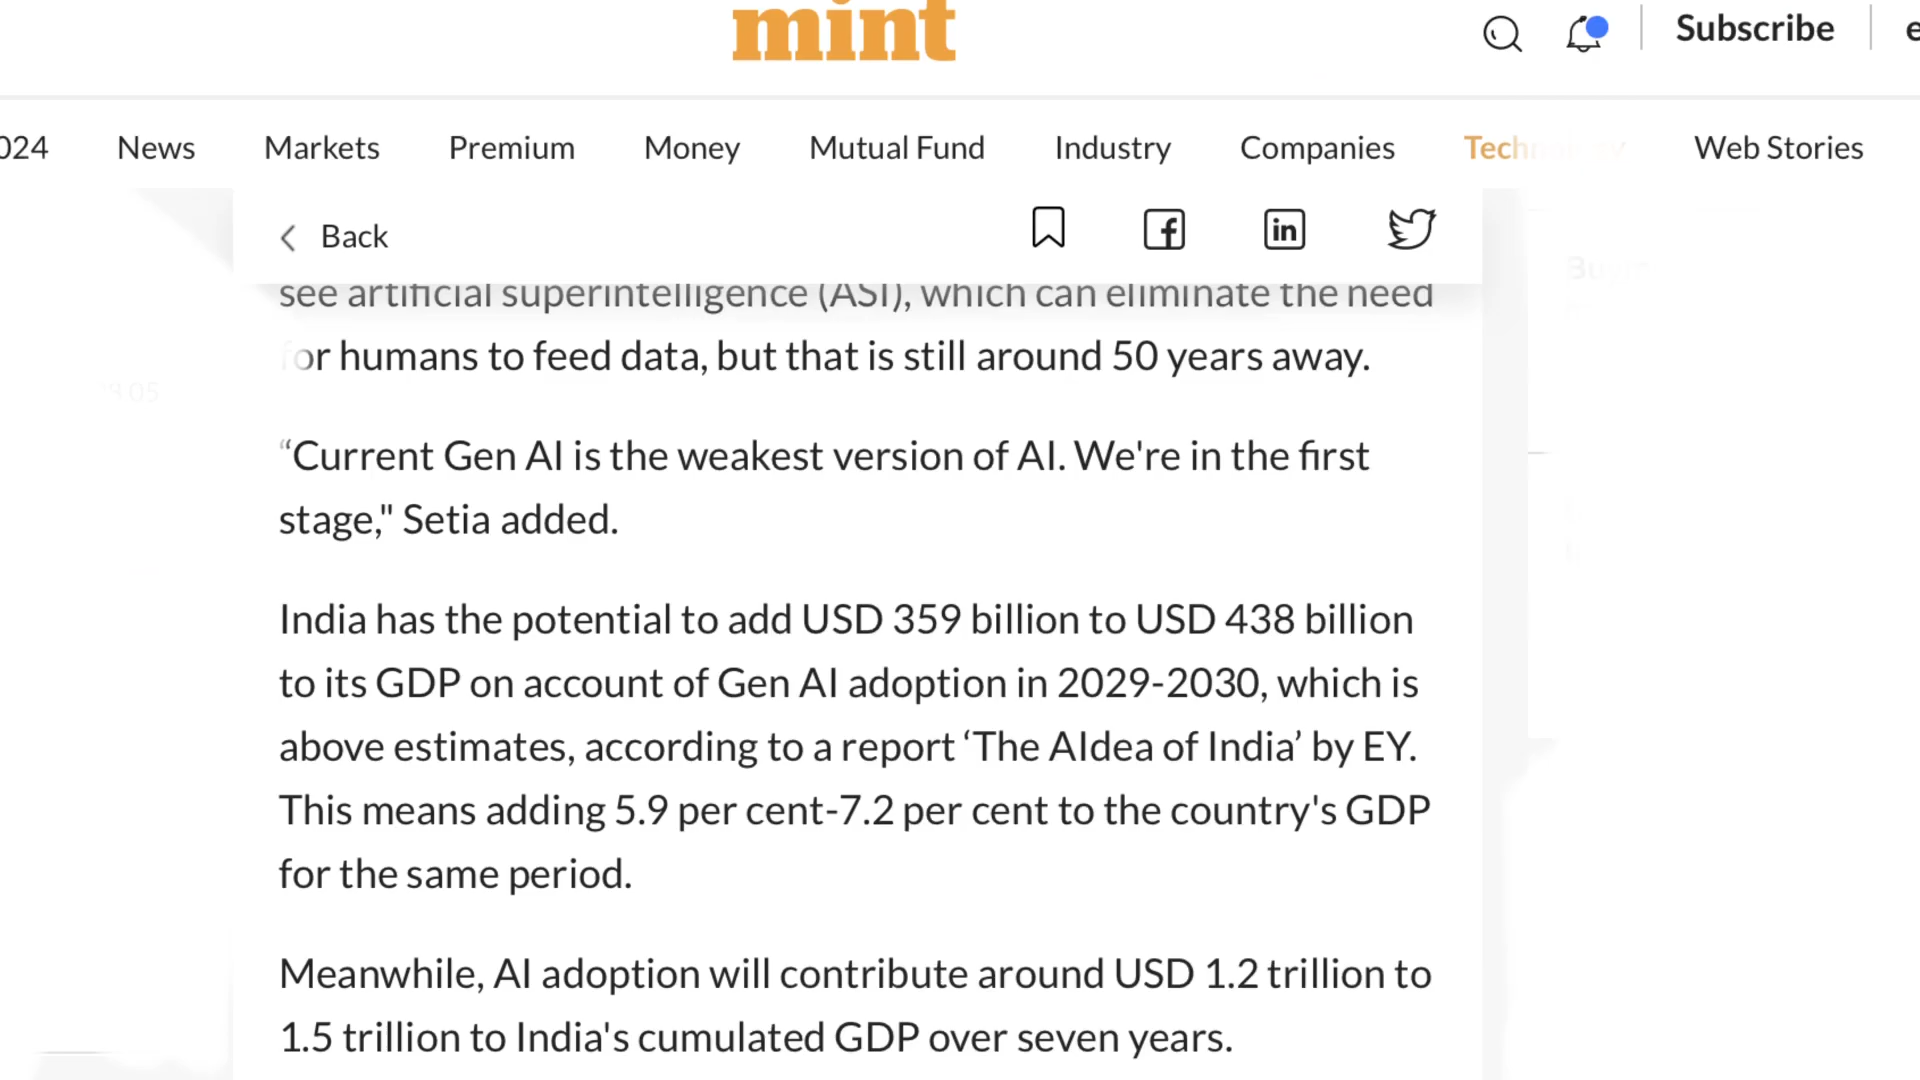 mint
Subscribe
024 News Markets Premium Money Mutual Fund Industry Companies Tech Web Stories
Back
see artificial superintelligence (ASI), which can eliminate the need
for humans to feed data, but that is still around 50 years away.
“Current Gen AI is the weakest version of AI. We're in the first
stage," Setia added.
India has the potential to add USD 359 billion to USD 438 billion
to its GDP on account of Gen AI adoption in 2029-2030, which is
above estimates, according to a report ‘The AIdea of India’ by EY.
This means adding 5.9 per cent-7.2 per cent to the country's GDP
for the same period.
Meanwhile, AI adoption will contribute around USD 1.2 trillion to
1.5 trillion to India's cumulated GDP over seven years.